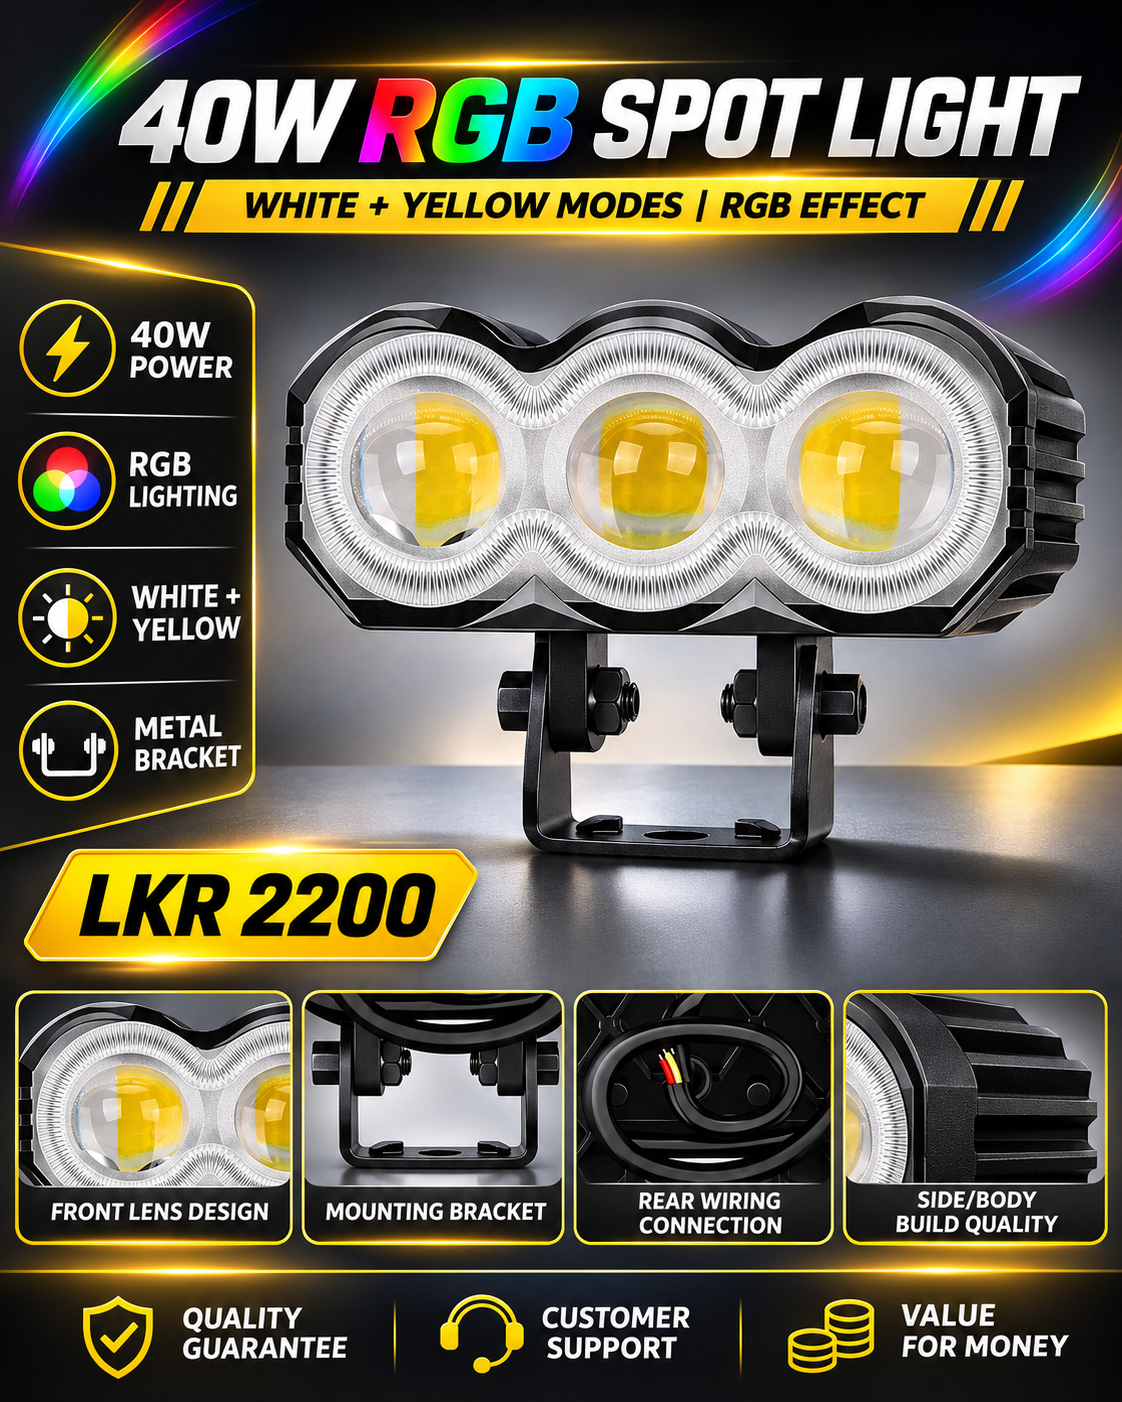 40W RGB SPOT LIGHT
WHITE + YELLOW MODES | RGB EFFECT
40W
POWER
RGB
LIGHTING
WHITE +
YELLOW
METAL
BRACKET
LKR 2200
FRONT LENS DESIGN
MOUNTING BRACKET
REAR WIRING
CONNECTION
SIDE/BODY
BUILD QUALITY
QUALITY
GUARANTEE
CUSTOMER
SUPPORT
VALUE
FOR MONEY